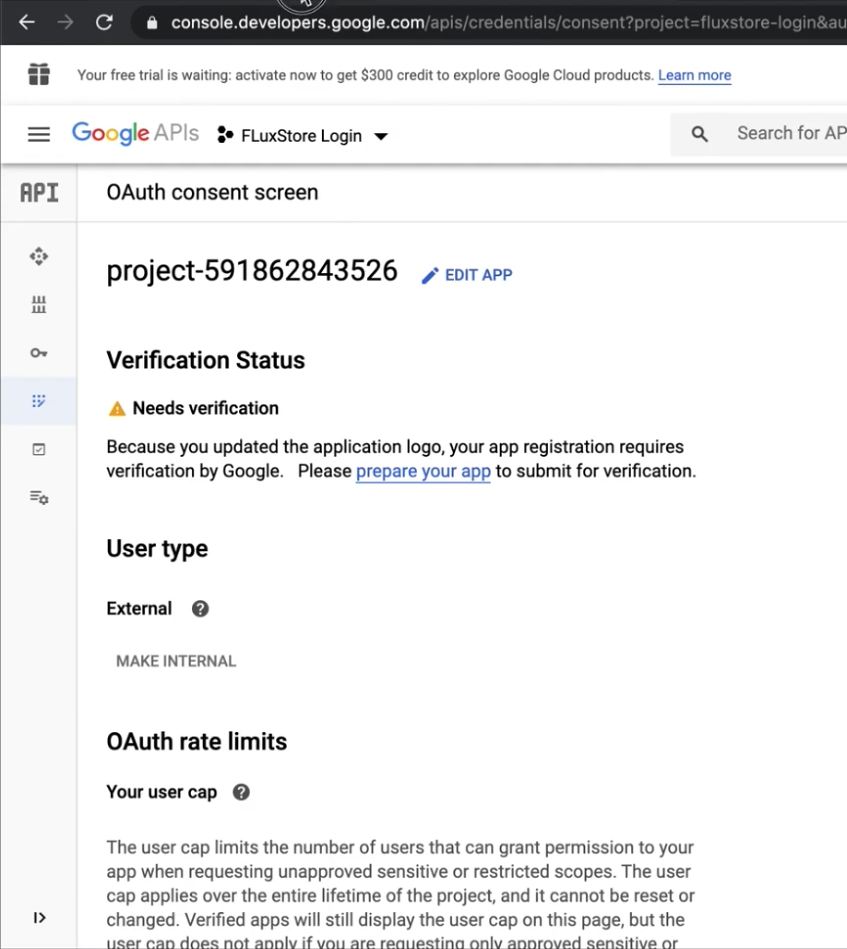 console.developers.google.com/apis/credentials/consent?project=fluxstore-login&au
Your free trial is waiting: activate now to get $300 credit to explore Google Cloud products. Learn more
Google APIs FLuxStore Login Search for AP
API OAuth consent screen
project-591862843526 EDIT APP
Verification Status
Needs verification
Because you updated the application logo, your app registration requires
verification by Google. Please prepare your app to submit for verification.
User type
External
MAKE INTERNAL
OAuth rate limits
Your user cap
The user cap limits the number of users that can grant permission to your
app when requesting unapproved sensitive or restricted scopes. The user
cap applies over the entire lifetime of the project, and it cannot be reset or
changed. Verified apps will still display the user cap on this page, but the
user cap does not apply if you are requesting only approved sensitive or